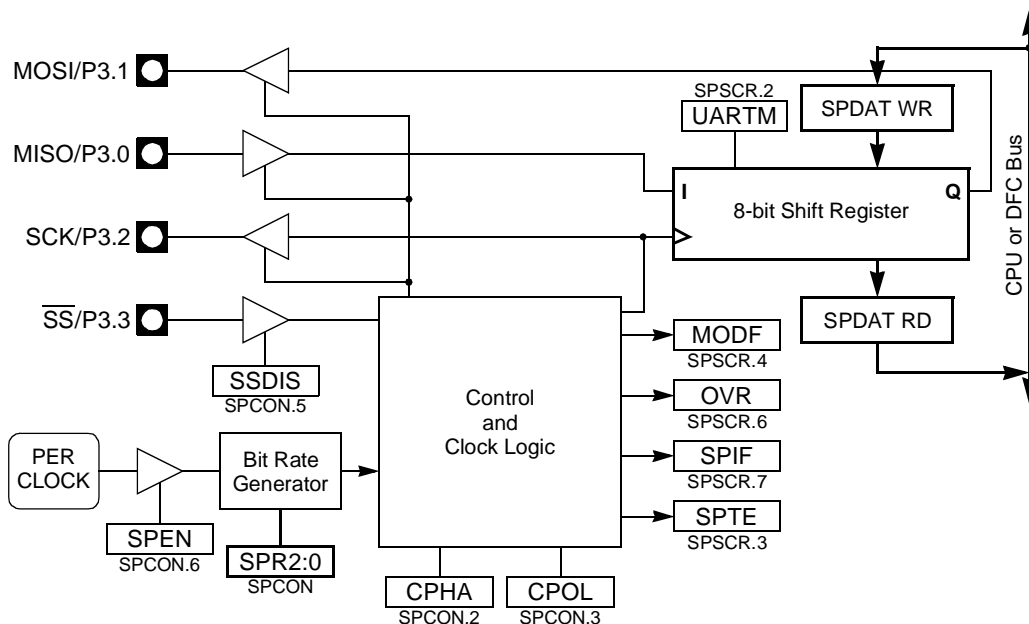 MOSI/P3.1
MISO/P3.0
SCK/P3.2
SS/P3.3
SPSCR.2
UARTM
SPDAT WR
I
8-bit Shift Register
Q
SPDAT RD
CPU or DFC Bus
SSDIS
SPCON.5
PER
CLOCK
SPEN
SPCON.6
Bit Rate
Generator
SPR2:0
SPCON
Control
and
Clock Logic
MODF
SPSCR.4
OVR
SPSCR.6
SPIF
SPSCR.7
SPTE
SPSCR.3
CPHA
SPCON.2
CPOL
SPCON.3